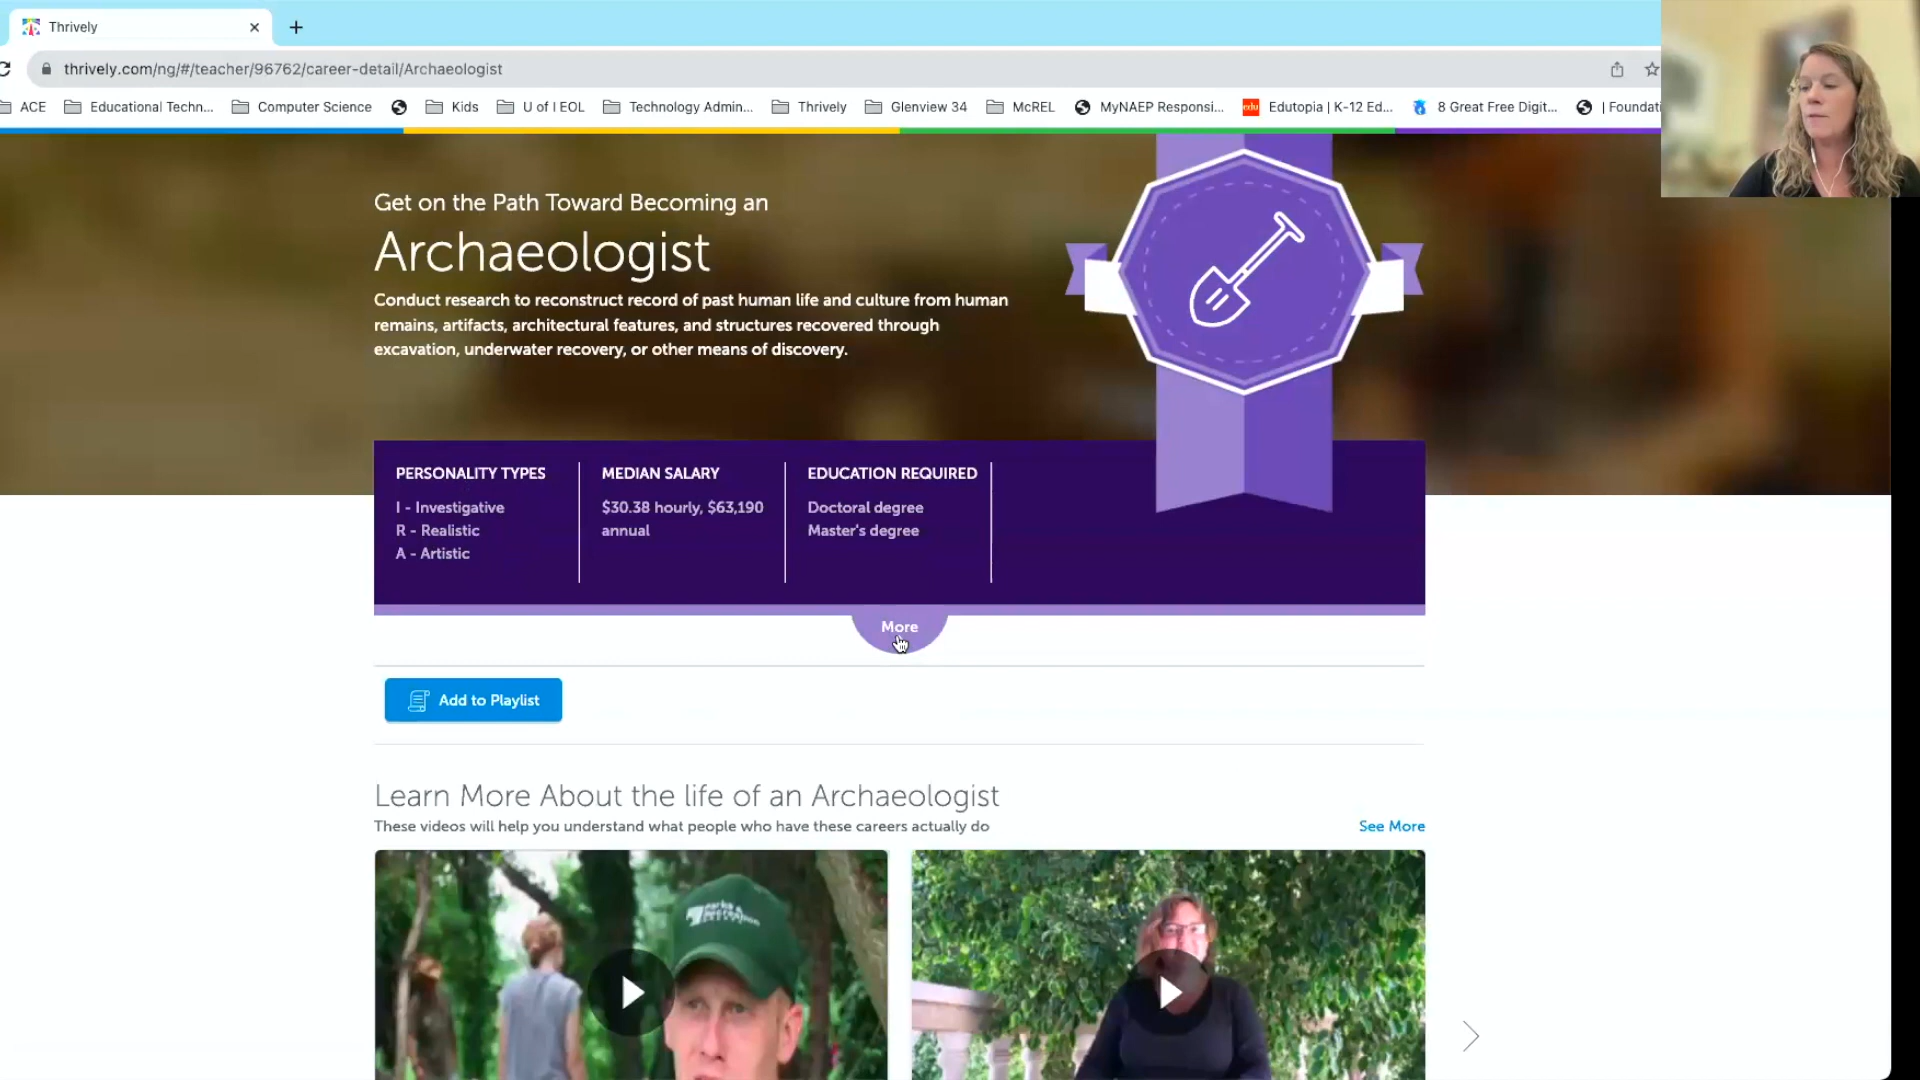 Thrively
thrively.com/ng/#/teacher/96762/career-detail/Archaeologist
ACE
Educational Techn...
Computer Science
Kids
U of I EOL
Technology Admin...
Thrively
Glenview 34
McREL
MyNAEP Responsi...
edu
Edutopia | K-12 Ed...
8 Great Free Digit...
| Foundati
Get on the Path Toward Becoming an
Archaeologist
Conduct research to reconstruct record of past human life and culture from human
remains, artifacts, architectural features, and structures recovered through
excavation, underwater recovery, or other means of discovery.
PERSONALITY TYPES
I - Investigative
R - Realistic
A - Artistic
MEDIAN SALARY
$30.38 hourly, $63,190
annual
EDUCATION REQUIRED
Doctoral degree
Master's degree
More
Add to Playlist
Learn More About the life of an Archaeologist
These videos will help you understand what people who have these careers actually do
See More
Parks &
Recreation